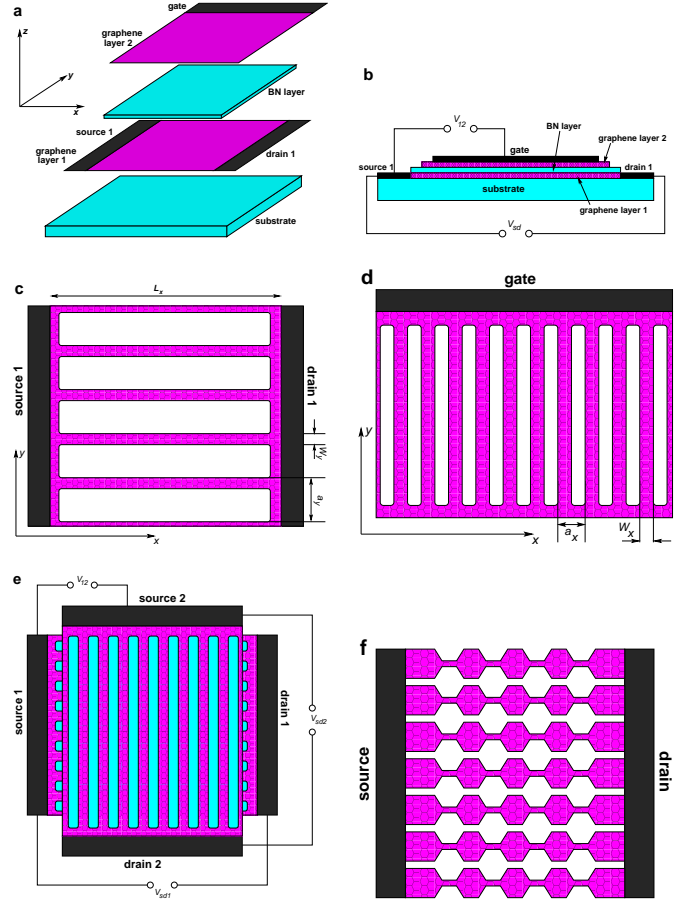 a
gate
graphene
layer 2
z
y
x
BN layer
source 1
graphene
layer 1
drain 1
substrate
b
V12
BN layer
graphene layer 2
gate
source 1
drain 1
substrate
graphene layer 1
Vsd
c
Lx
source 1
drain 1
Wy
ay
y
x
d
gate
y
x
ax
Wx
e
V12
source 2
source 1
drain 1
Vsd2
drain 2
Vsd1
f
source
drain